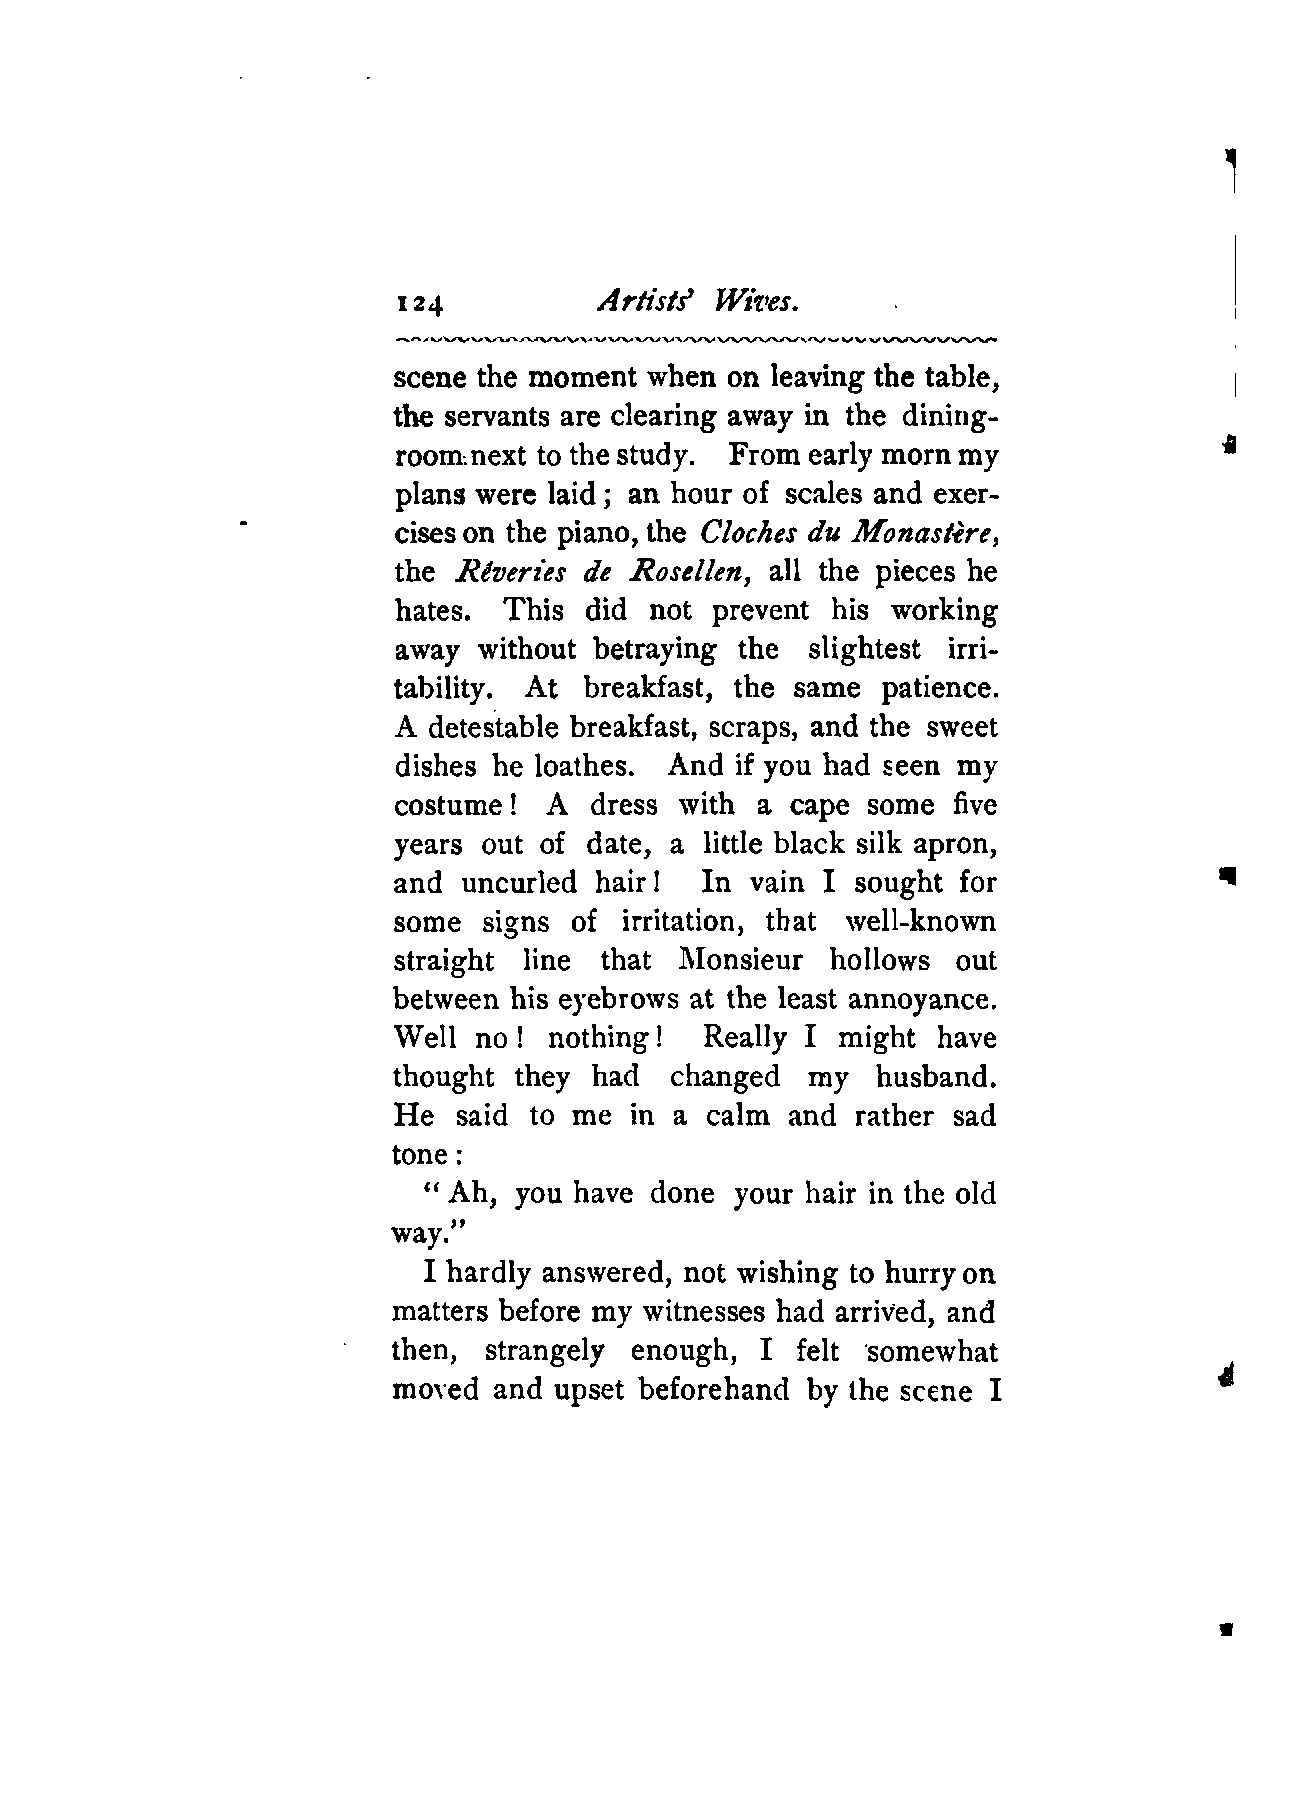 124 Artists' Wives.
scene the moment when on leaving the table,
the servants are clearing away in the dining-
room next to the study. From early morn my
plans were laid ; an hour of scales and exer-
cises on the piano, the Cloches du Monastère,
the Rêveries de Rosellen, all the pieces he
hates. This did not prevent his working
away without betraying the slightest irri-
tability. At breakfast, the same patience.
A detestable breakfast, scraps, and the sweet
dishes he loathes. And if you had seen my
costume ! A dress with a cape some five
years out of date, a little black silk apron,
and uncurled hair ! In vain I sought for
some signs of irritation, that well-known
straight line that Monsieur hollows out
between his eyebrows at the least annoyance.
Well no ! nothing ! Really I might have
thought they had changed my husband.
He said to me in a calm and rather sad
tone :
“ Ah, you have done your hair in the old
way.”
I hardly answered, not wishing to hurry on
matters before my witnesses had arrived, and
then, strangely enough, I felt somewhat
moved and upset beforehand by the scene I